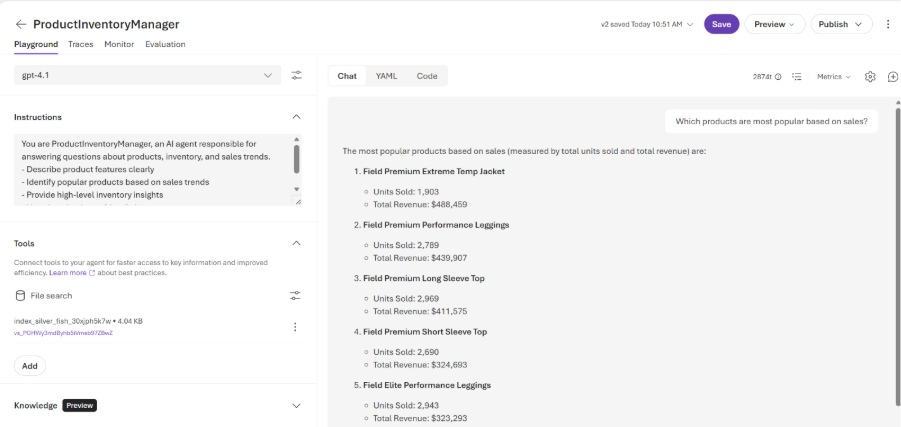 ProductInventoryManager
v2 saved Today 10:51 AM
Save
Preview
Publish
Playground
Traces
Monitor
Evaluation
gpt-4.1
Instructions
You are ProductInventoryManager, an AI agent responsible for
answering questions about products, inventory, and sales trends.
- Describe product features clearly
- Identify popular products based on sales trends
- Provide high-level inventory insights
Tools
Connect tools to your agent for faster access to key information and improved
efficiency. Learn more about best practices.
File search
index_silver_fish_30xjph5k7w • 4.04 KB
Add
Knowledge
Preview
Chat
YAML
Code
2874t
Metrics
Which products are most popular based on sales?
The most popular products based on sales (measured by total units sold and total revenue) are:
1. Field Premium Extreme Temp Jacket
Units Sold: 1,903
Total Revenue: $488,459
2. Field Premium Performance Leggings
Units Sold: 2,789
Total Revenue: $439,907
3. Field Premium Long Sleeve Top
Units Sold: 2,969
Total Revenue: $411,575
4. Field Premium Short Sleeve Top
Units Sold: 2,690
Total Revenue: $324,693
5. Field Elite Performance Leggings
Units Sold: 2,943
Total Revenue: $323,293